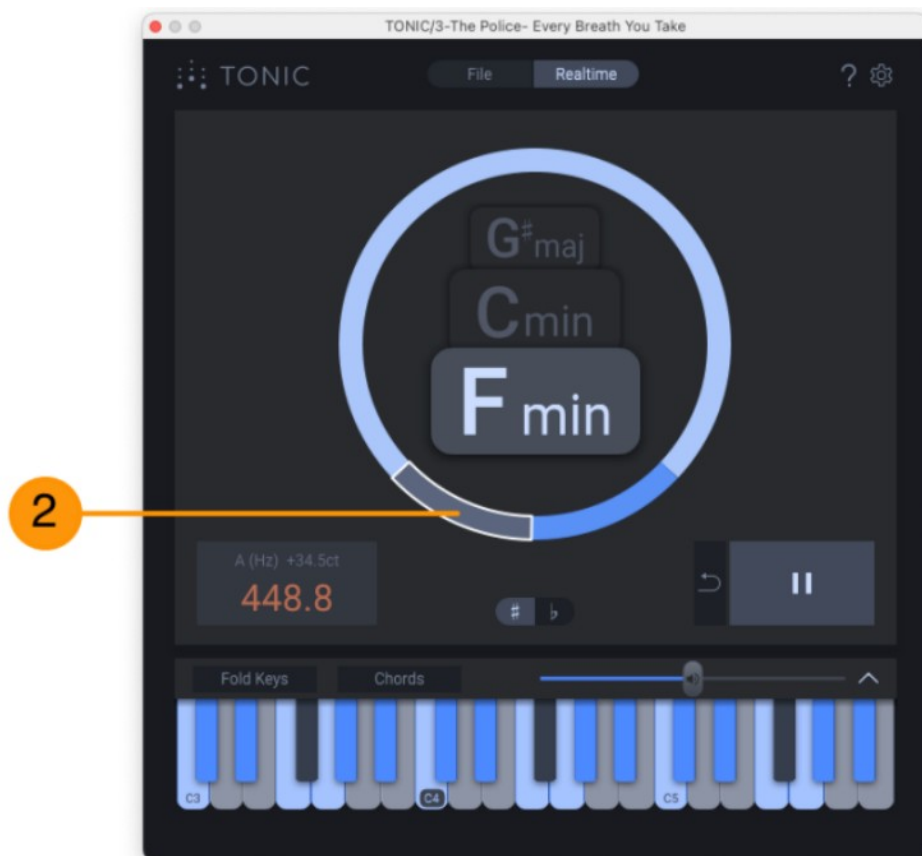 TONIC/3-The Police- Every Breath You Take
TONIC File Realtime ?
G♯maj
C min
F min
2
A (Hz) +34.5ct
448.8
♯ ♭
Fold Keys Chords
C3 C4 C5